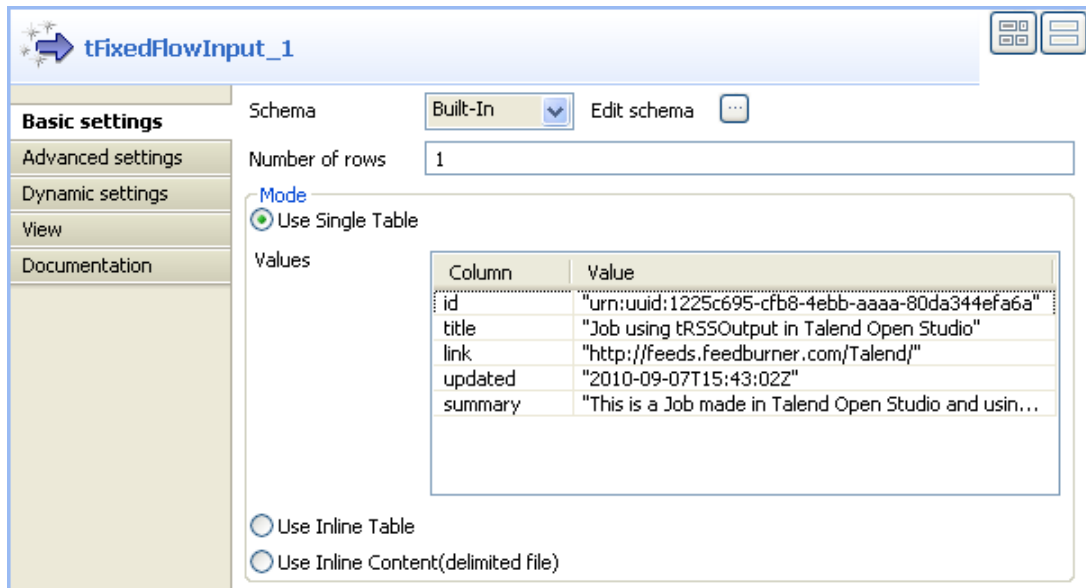 tFixedFlowInput_1
Basic settings
Advanced settings
Dynamic settings
View
Documentation
Schema Built-In Edit schema ...
Number of rows 1
Mode
Use Single Table
Values
Column Value
id "urn:uuid:1225c695-cfb8-4ebb-aaaa-80da344efa6a"
title "Job using tRSSOutput in Talend Open Studio"
link "http://feeds.feedburner.com/Talend/"
updated "2010-09-07T15:43:02Z"
summary "This is a Job made in Talend Open Studio and usin...
Use Inline Table
Use Inline Content(delimited file)